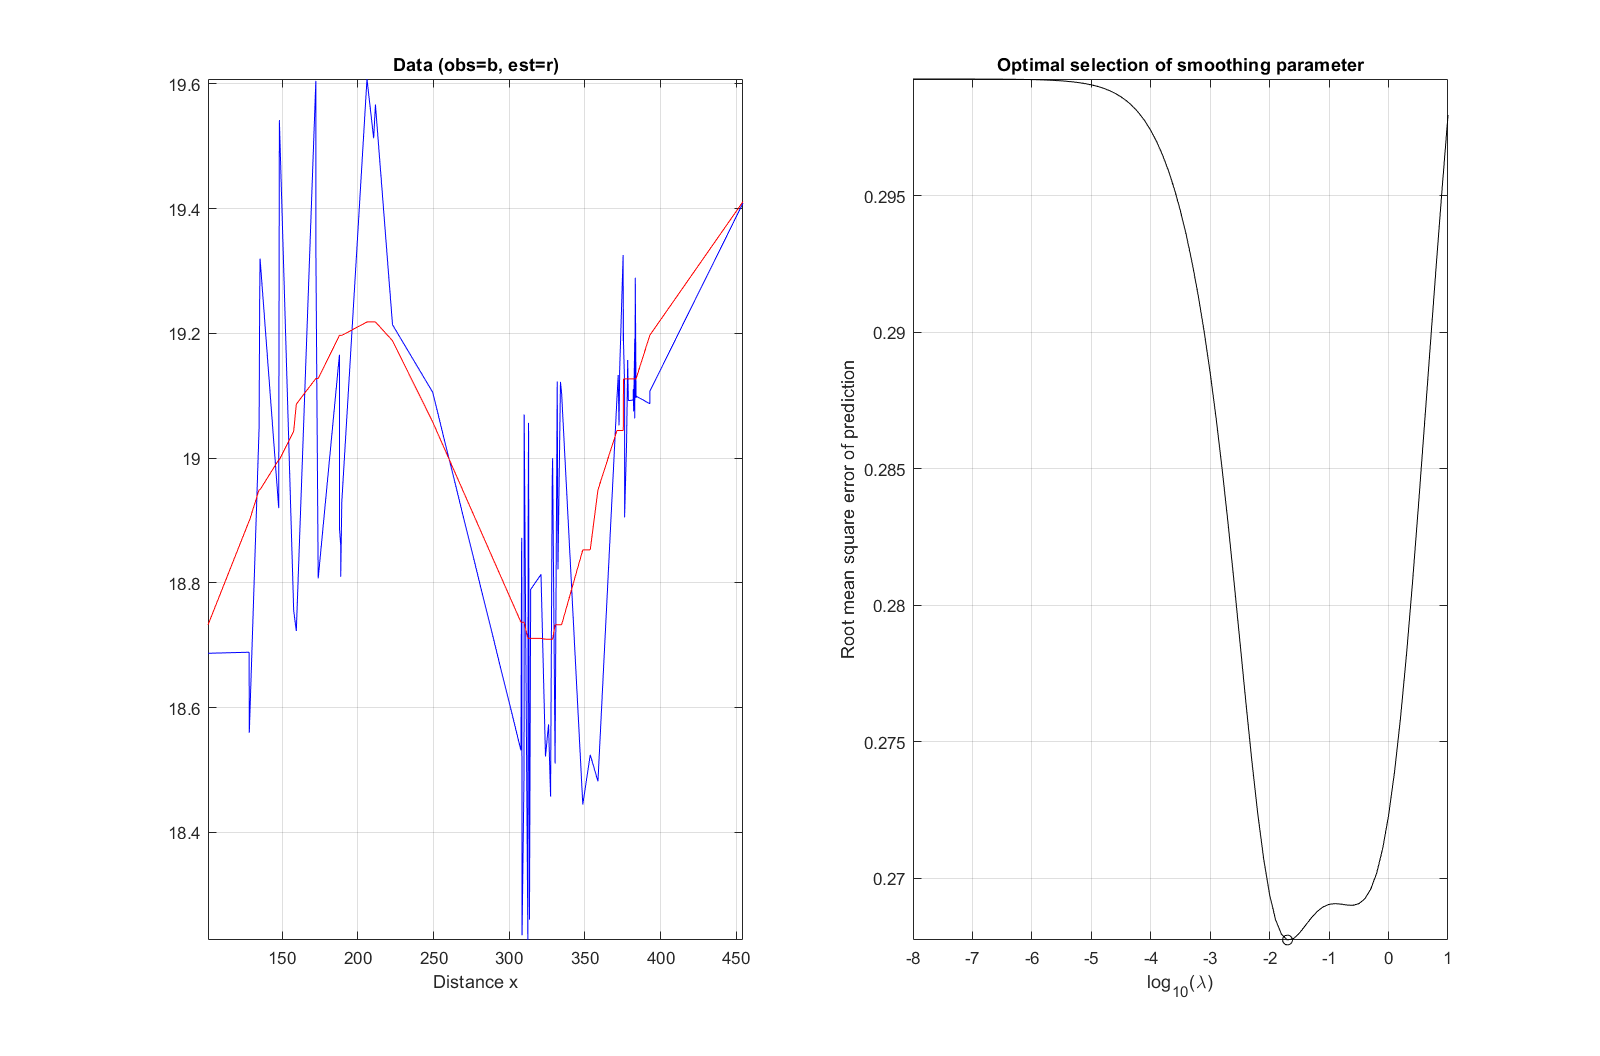 Data (obs=b, est=r)
19.6
19.4
19.2
19
18.8
18.6
18.4
150 200 250 300 350 400 450
Distance x
Optimal selection of smoothing parameter
Root mean square error of prediction
0.295
0.29
0.285
0.28
0.275
0.27
-8 -7 -6 -5 -4 -3 -2 -1 0 1
log10(λ)